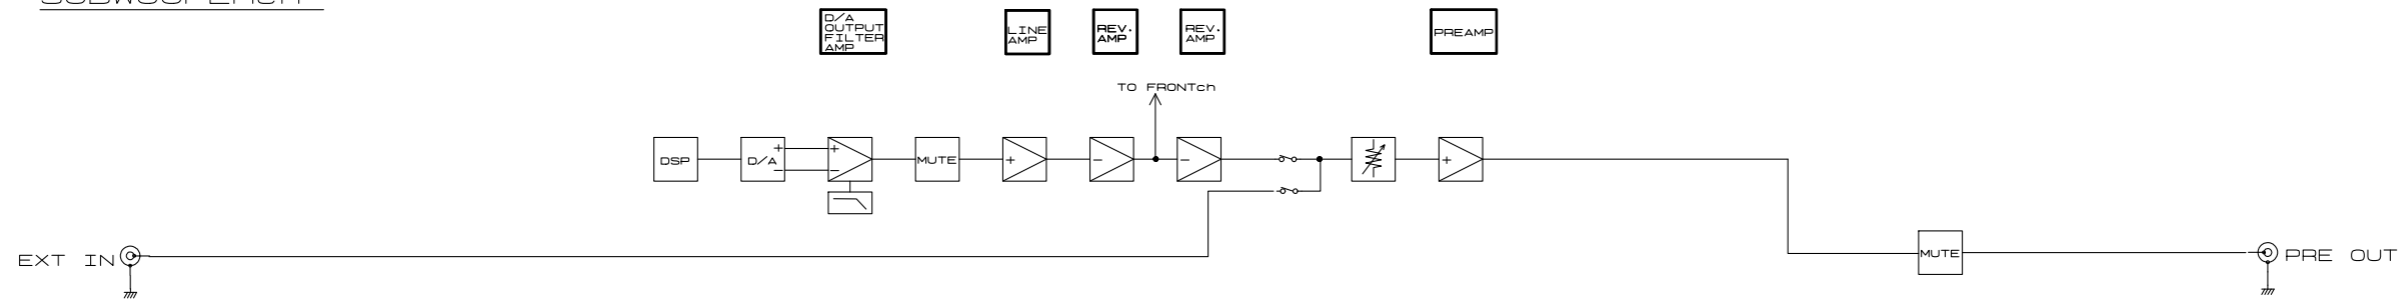 D/A
OUTPUT
FILTER
AMP
LINE
AMP
REV.
AMP
REV.
AMP
PREAMP
TO FRONTch
DSP
D/A
+
-
+
-
MUTE
+
-
-
+
EXT IN
MUTE
PRE OUT